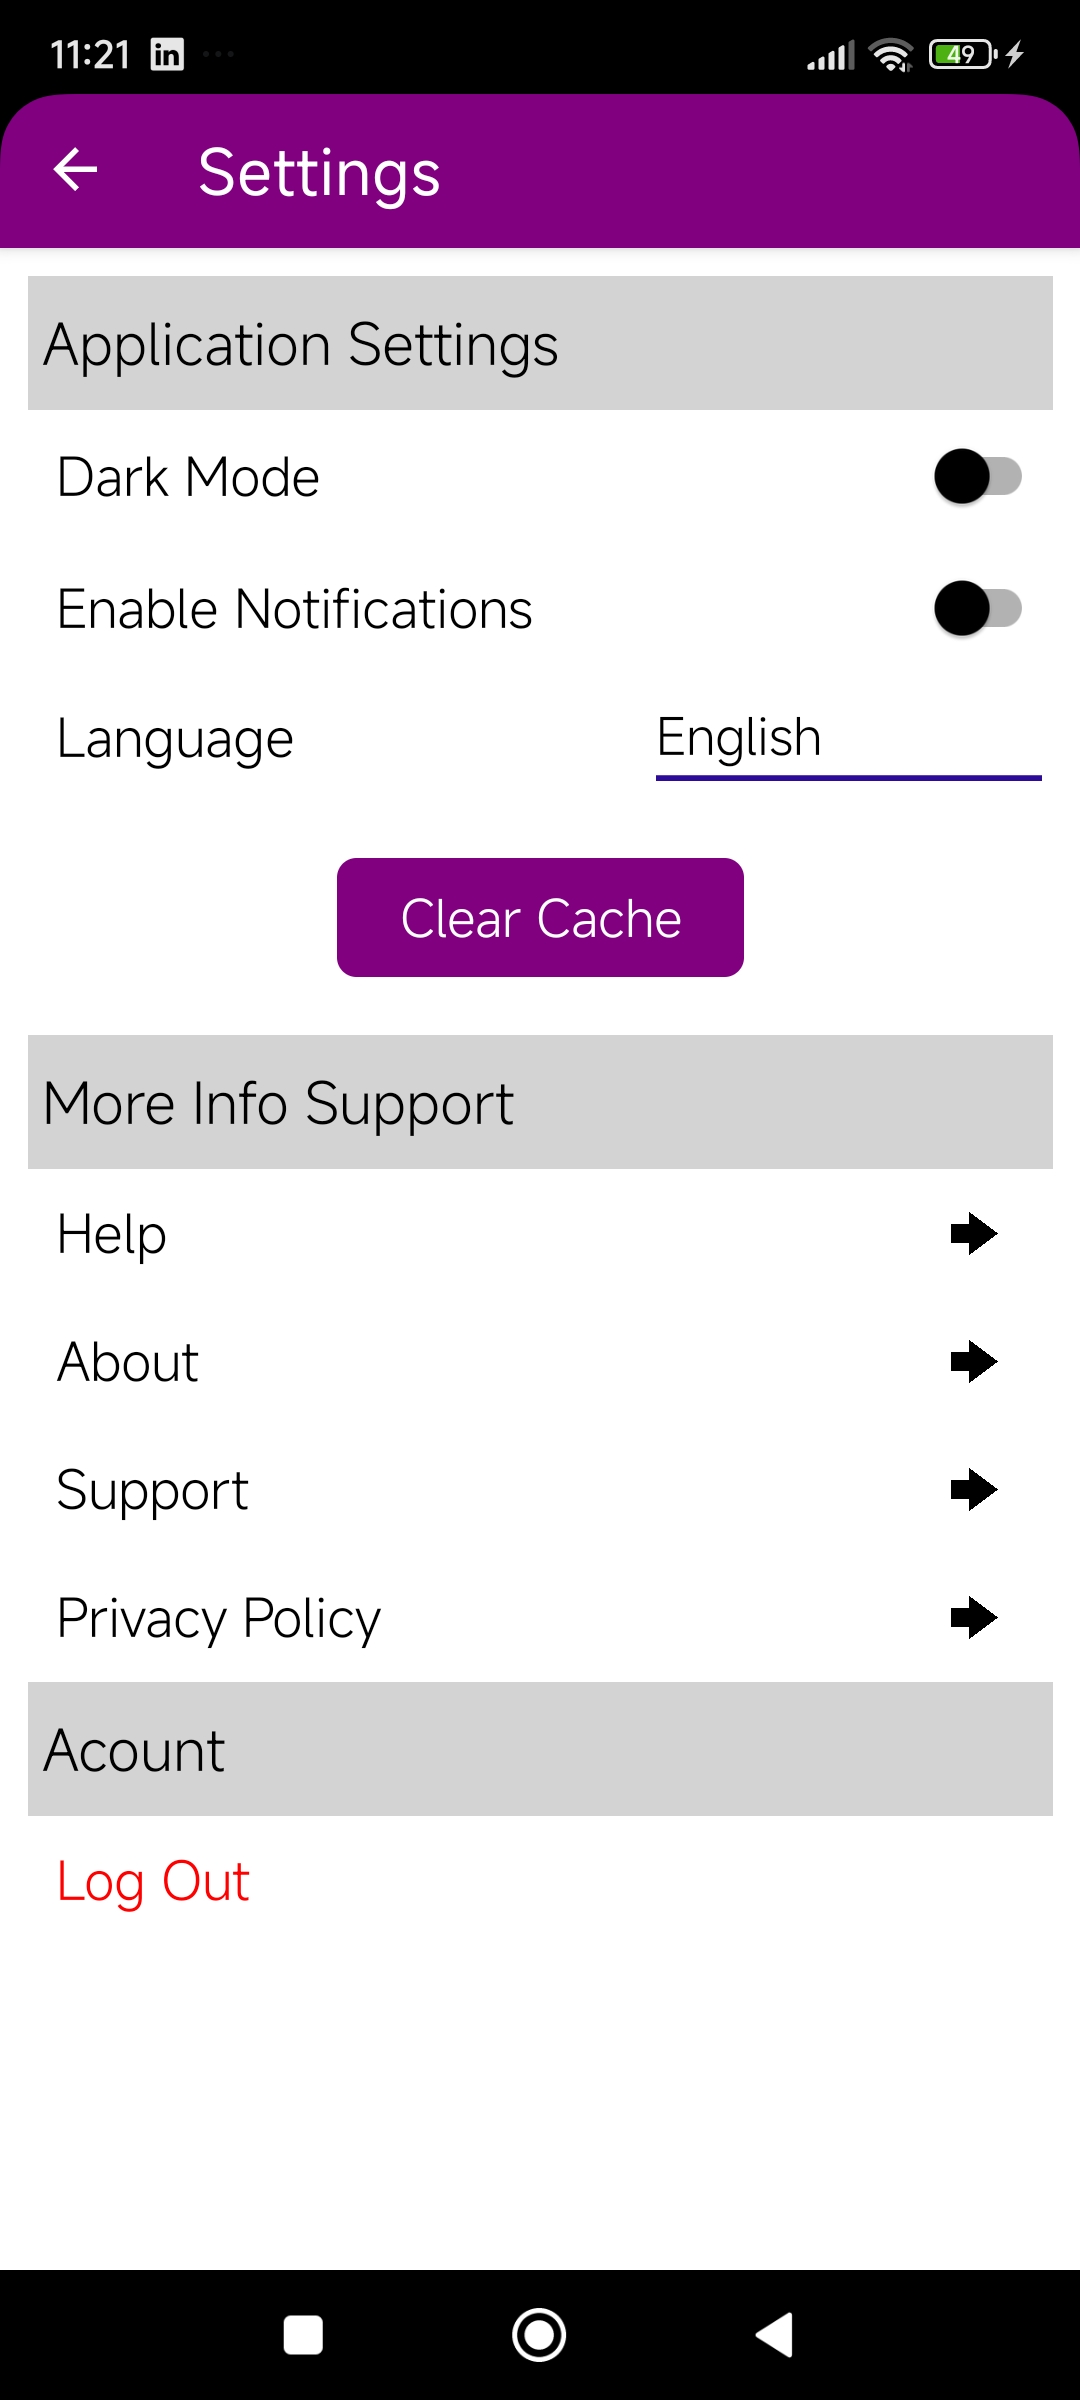 11:21 in 49
Settings
Application Settings
Dark Mode
Enable Notifications
Language English
Clear Cache
More Info Support
Help
About
Support
Privacy Policy
Acount
Log Out